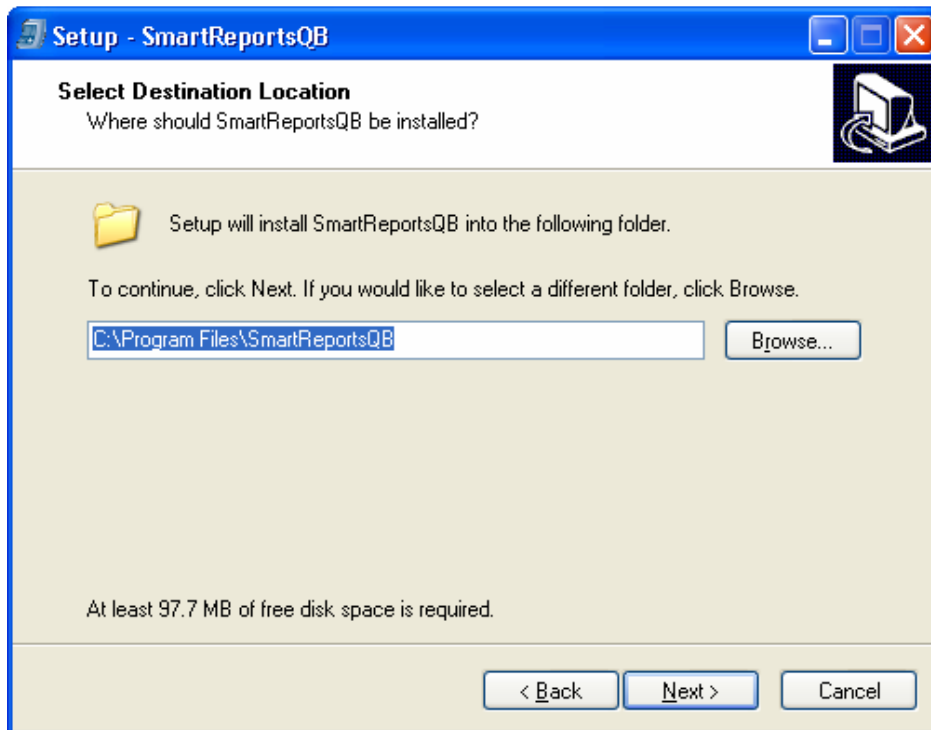 Setup - SmartReportsQB
Select Destination Location
Where should SmartReportsQB be installed?
Setup will install SmartReportsQB into the following folder.
To continue, click Next. If you would like to select a different folder, click Browse.
C:\Program Files\SmartReportsQB
Browse...
At least 97.7 MB of free disk space is required.
< Back
Next >
Cancel